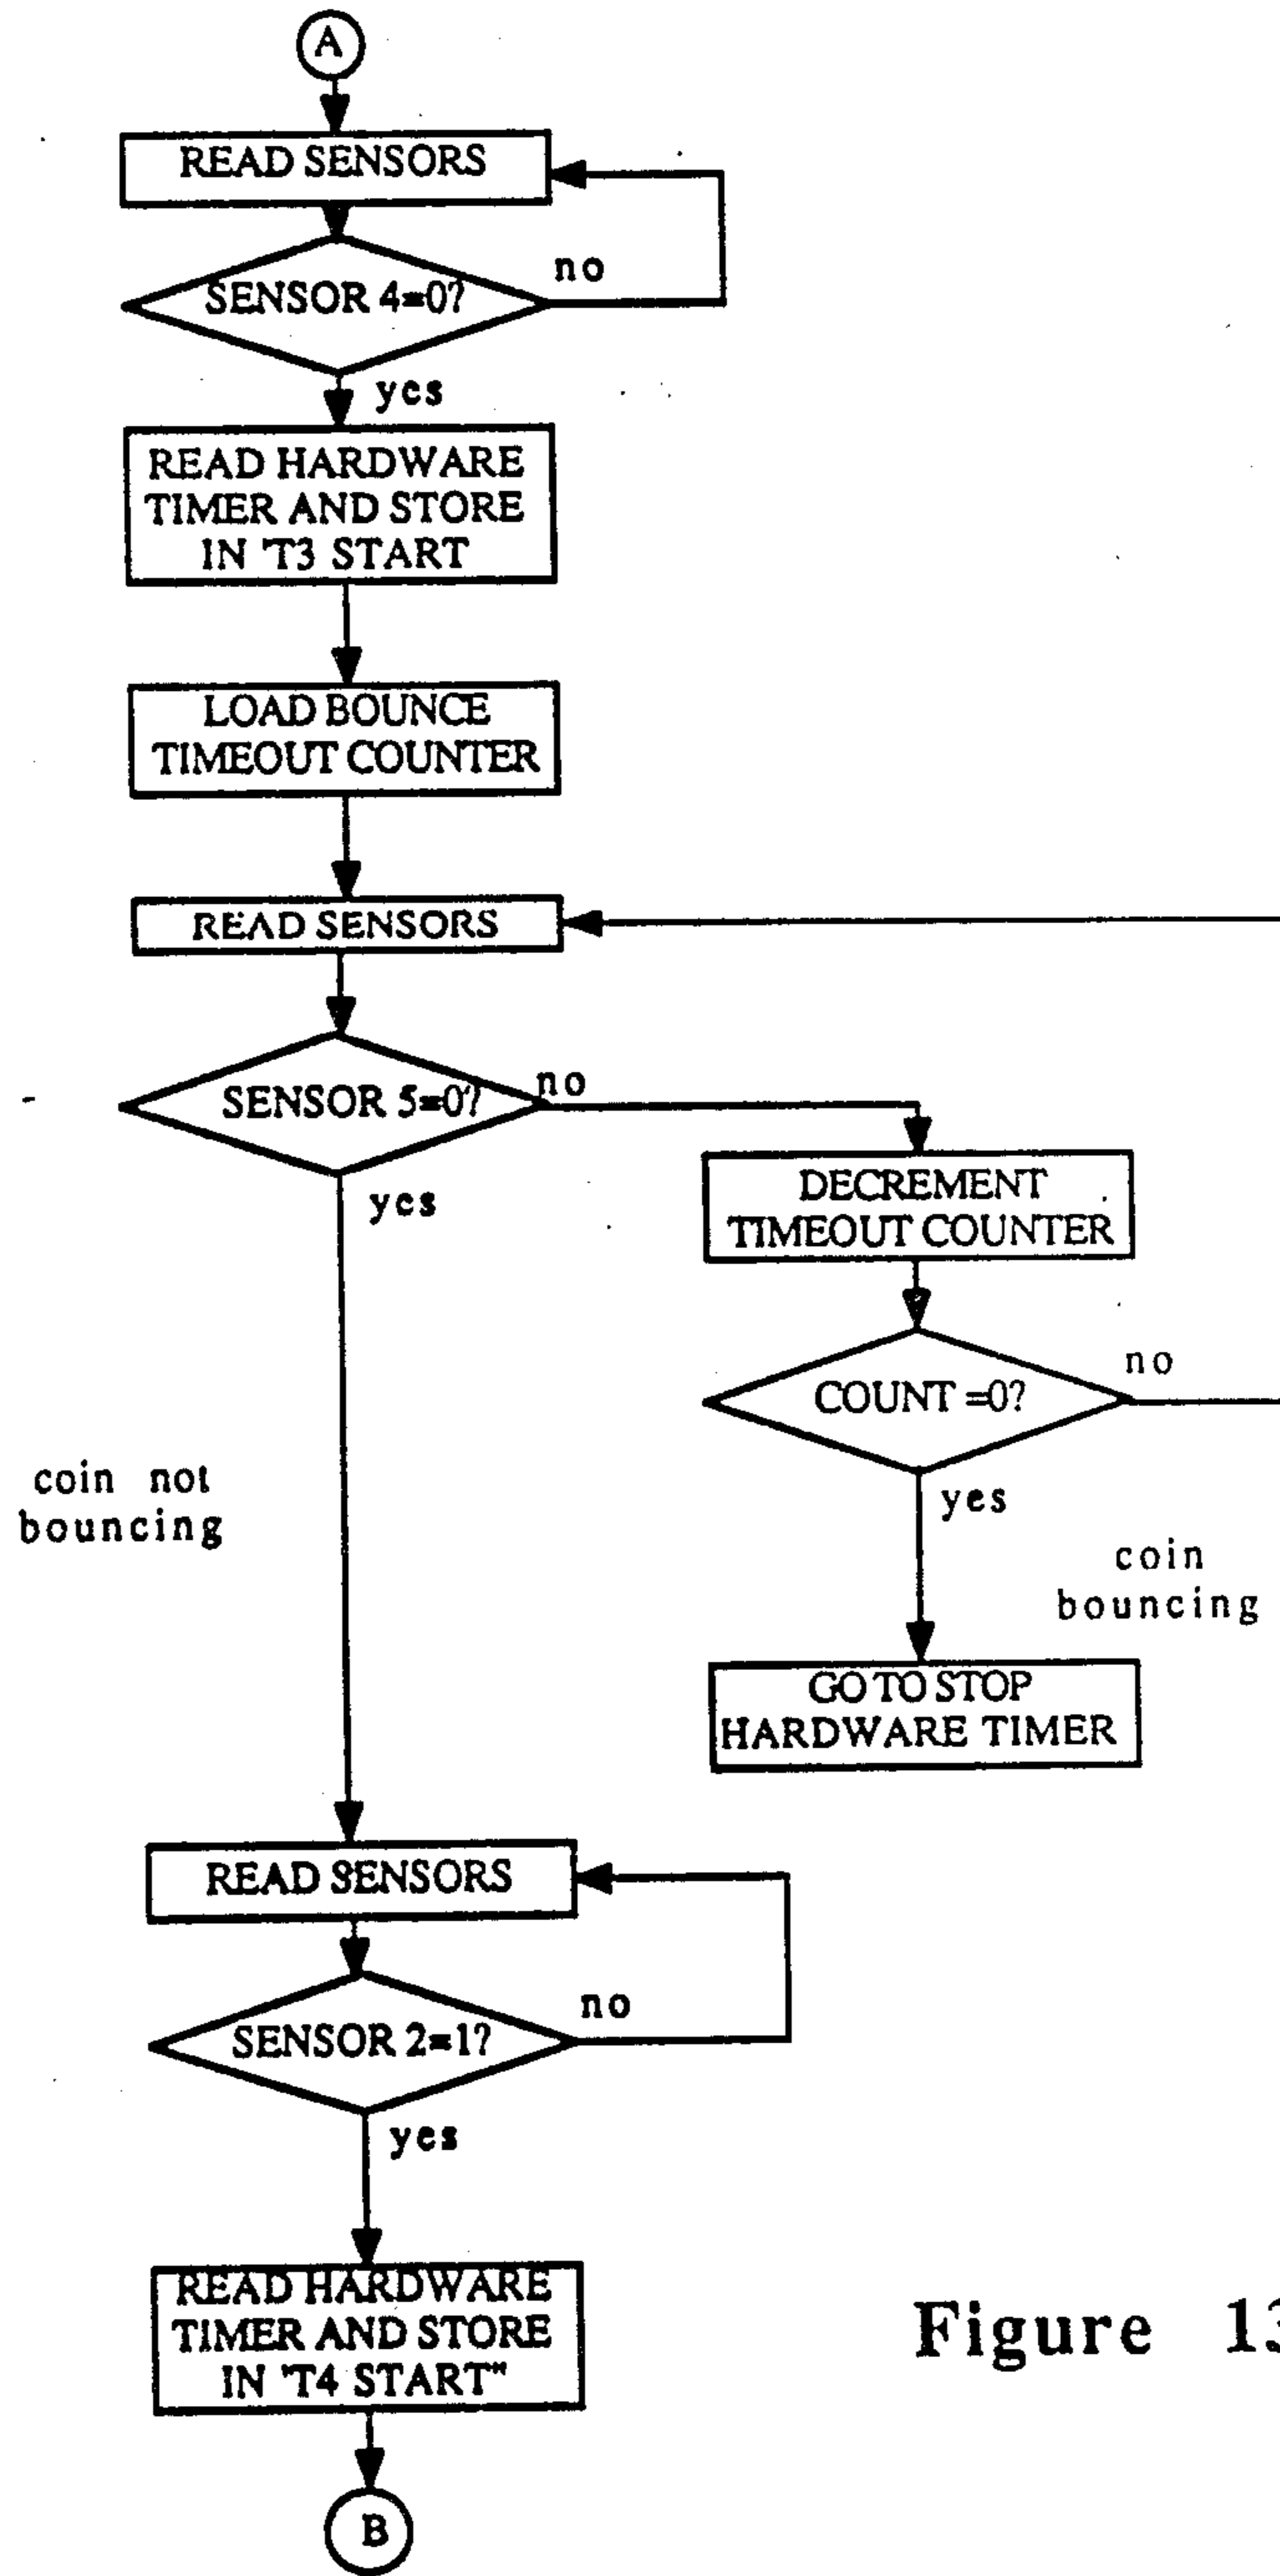 A
READ SENSORS
no
SENSOR 4=0?
yes
READ HARDWARE
TIMER AND STORE
IN 'T3 START
LOAD BOUNCE
TIMEOUT COUNTER
READ SENSORS
SENSOR 5=0?
no
yes
DECREMENT
TIMEOUT COUNTER
no
COUNT =0?
yes
coin not
bouncing
coin
bouncing
GO TO STOP
HARDWARE TIMER
READ SENSORS
no
SENSOR 2=1?
yes
READ HARDWARE
TIMER AND STORE
IN 'T4 START"
Figure 13
B